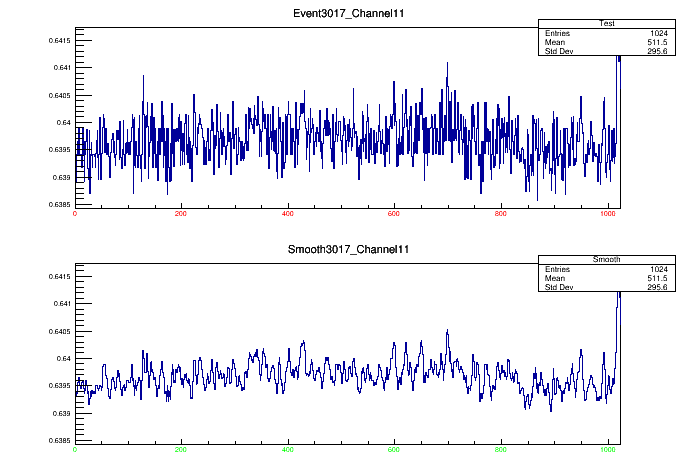 Event3017_Channel11
Test
Entries 1024
Mean 511.5
Std Dev 295.6
0.6415
0.641
0.6405
0.64
0.6395
0.639
0.6385
0 200 400 600 800 1000
Smooth3017_Channel11
Smooth
Entries 1024
Mean 511.5
Std Dev 295.6
0.6415
0.641
0.6405
0.64
0.6395
0.639
0.6385
0 200 400 600 800 1000